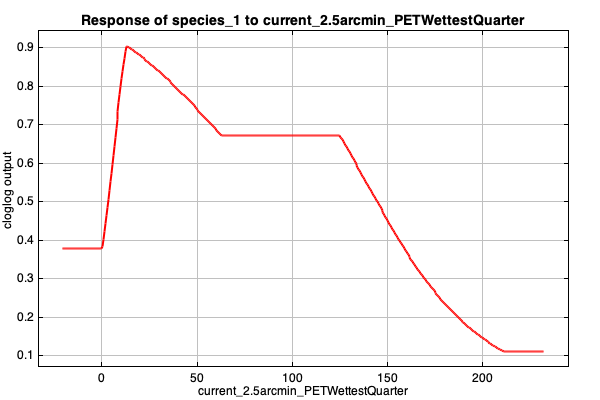 Response of species_1 to current_2.5arcmin_PETWettestQuarter
0.9
0.8
0.7
0.6
0.5
0.4
0.3
0.2
0.1
cloglog output
0 50 100 150 200
current_2.5arcmin_PETWettestQuarter